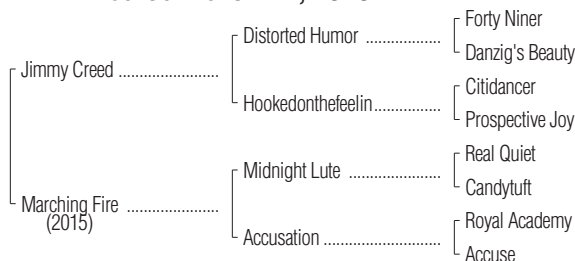 Forty Niner
Distorted Humor ..................
Danzig's Beauty
Jimmy Creed ........................
Citidancer
Hookedonthefeelin................
Prospective Joy
Real Quiet
Midnight Lute .....................
Candytuft
Marching Fire ......................
(2015)
Royal Academy
Accusation ...........................
Accuse